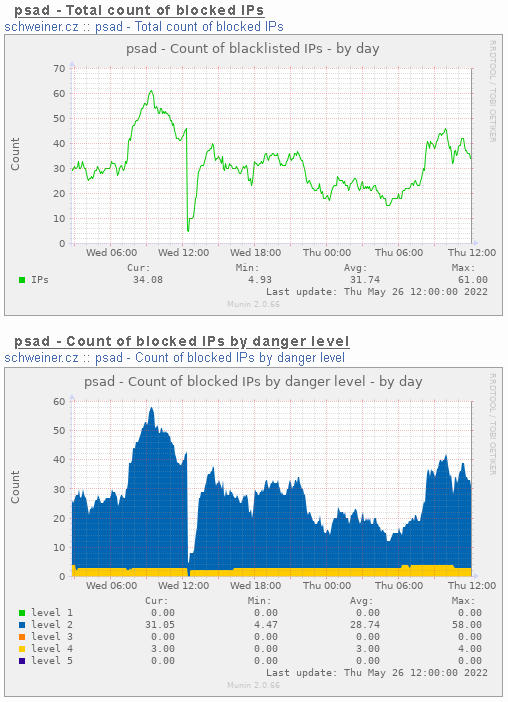 psad - Total count of blocked IPs
schweiner.cz :: psad - Total count of blocked IPs
psad - Count of blacklisted IPs - by day
RRDTOOL / TOBI OETIKER
Count
70
60
50
40
30
20
10
0
Wed 06:00 Wed 12:00 Wed 18:00 Thu 00:00 Thu 06:00 Thu 12:00
Cur: Min: Avg: Max:
IPs 34.08 4.93 31.74 61.00
Last update: Thu May 26 12:00:00 2022
Munin 2.0.66
psad - Count of blocked IPs by danger level
schweiner.cz :: psad - Count of blocked IPs by danger level
psad - Count of blocked IPs by danger level - by day
RRDTOOL / TOBI OETIKER
Count
60
50
40
30
20
10
0
Wed 06:00 Wed 12:00 Wed 18:00 Thu 00:00 Thu 06:00 Thu 12:00
Cur: Min: Avg: Max:
level 1 0.00 0.00 0.00 0.00
level 2 31.05 4.47 28.74 58.00
level 3 0.00 0.00 0.00 0.00
level 4 3.00 0.00 3.00 4.00
level 5 0.00 0.00 0.00 0.00
Last update: Thu May 26 12:00:00 2022
Munin 2.0.66